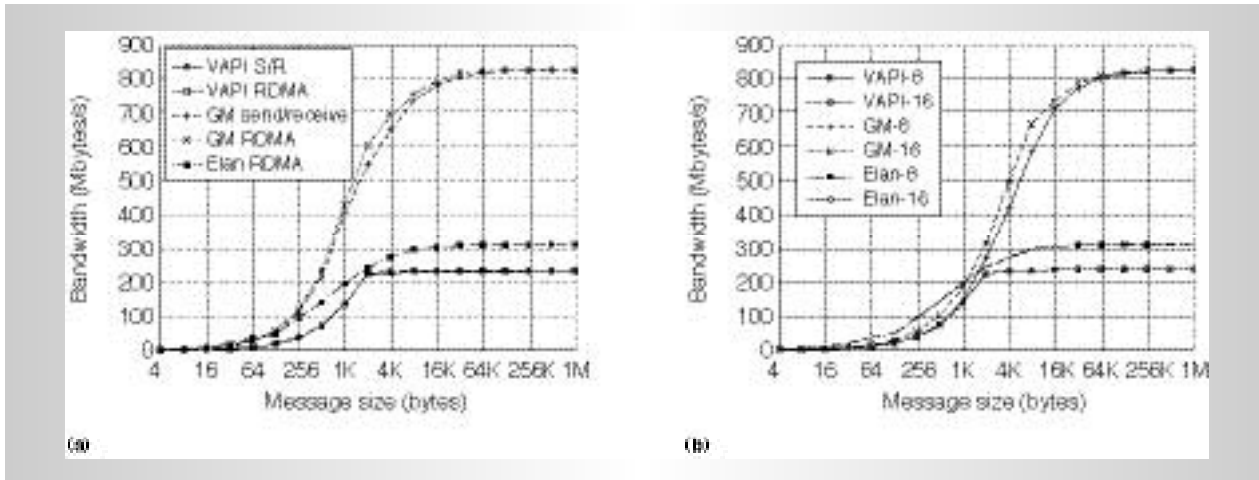 900
800
700
600
500
400
300
200
100
0
Bandwidth (Mbytes/s)
VAPI S/R
VAPI RDMA
GM send/receive
GM RDMA
Elan RDMA
4 16 64 256 1K 4K 16K 64K 256K 1M
Message size (bytes)
(a)
900
800
700
600
500
400
300
200
100
0
Bandwidth (Mbytes/s)
VAPI-6
VAPI-16
GM-6
GM-16
Elan-6
Elan-16
4 16 64 256 1K 4K 16K 64K 256K 1M
Message size (bytes)
(b)